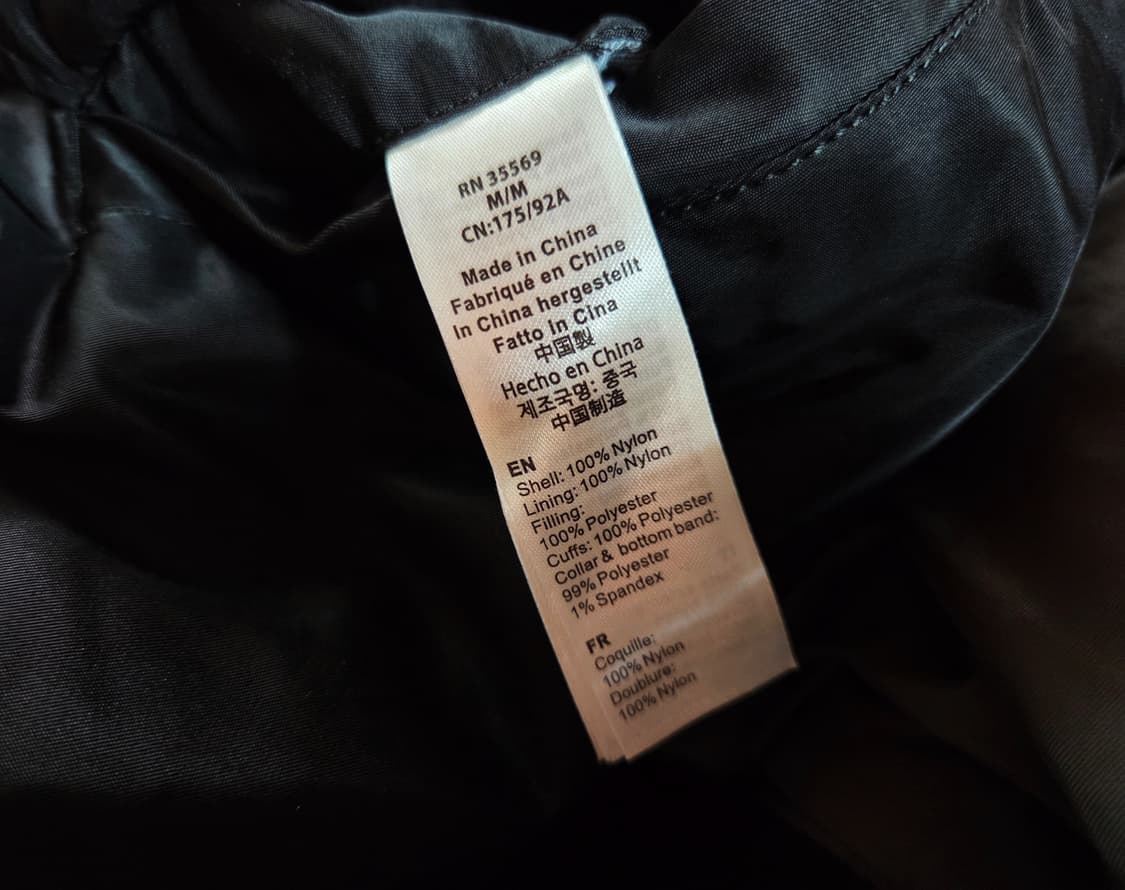 RN 35569
M/M
CN:175/92A
Made in China
Fabriqué en Chine
In China hergestellt
Fatto in Cina
中国製
Hecho en China
제조국명: 중국
中国制造
EN
Shell: 100% Nylon
Lining: 100% Nylon
Filling:
100% Polyester
Cuffs: 100% Polyester
Collar & bottom band:
99% Polyester
1% Spandex
FR
Coquille:
100% Nylon
Doublure:
100% Nylon